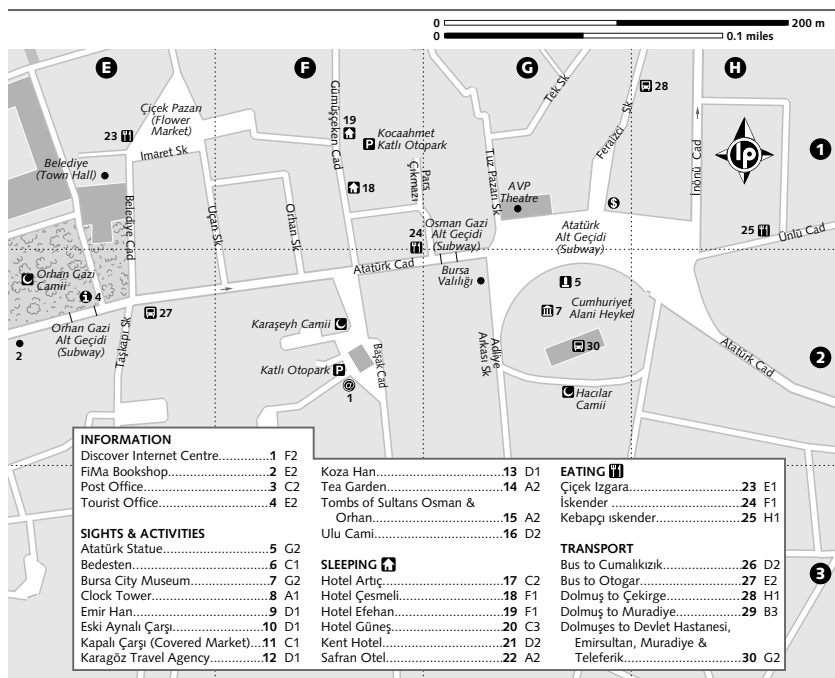 0 200 m
0 0.1 miles
E
F
G
H
1
2
3
Çiçek Pazarı
(Flower
Market)
23
Imaret Sk
Belediye
(Town Hall)
Belediye Cad
Uçan Sk
Orhan Sk
Gümüşçeken Cad
19
Kocaahmet
Katlı Otopark
P
18
Pars
Çıkmazı
Tuz Pazarı Sk
Tek Sk
AVP
Theatre
Feraizci Sk
28
$
İnönü Cad
lp
25
Ünlü Cad
24
Osman Gazi
Alt Geçidi
(Subway)
Atatürk
Alt Geçidi
(Subway)
Atatürk Cad
Bursa
Valılığı
5
7
Cumhuriyet
Alani Heykel
30
Hacılar
Camii
Adliye
Arkası Sk
Atatürk Cad
Orhan Gazi
Camii
i
4
27
Orhan Gazi
Alt Geçidi
(Subway)
2
Taşkapı Sk
Karaşeyh Camii
Katlı Otopark
P
@
1
Başak Cad
INFORMATION
Discover Internet Centre..............1 F2
FiMa Bookshop..............2 E2
Post Office..............3 C2
Tourist Office..............4 E2
SIGHTS & ACTIVITIES
Atatürk Statue..............5 G2
Bedesten..............6 C1
Bursa City Museum..............7 G2
Clock Tower..............8 A1
Emir Han..............9 D1
Eski Aynalı Çarşı..............10 D1
Kapalı Çarşı (Covered Market)....11 C1
Karagöz Travel Agency..............12 D1
Koza Han..............13 D1
Tea Garden..............14 A2
Tombs of Sultans Osman &
Orhan..............15 A2
Ulu Cami..............16 D2
SLEEPING
Hotel Artıç..............17 C2
Hotel Çesmeli..............18 F1
Hotel Efehan..............19 F1
Hotel Güneş..............20 C3
Kent Hotel..............21 D2
Safran Otel..............22 A2
EATING
Çiçek Izgara..............23 E1
İskender..............24 F1
Kebapçı iskender..............25 H1
TRANSPORT
Bus to Cumalıkızık..............26 D2
Bus to Otogar..............27 E2
Dolmuş to Çekirge..............28 H1
Dolmuş to Muradiye..............29 B3
Dolmuşes to Devlet Hastanesi,
Emirsultan, Muradiye &
Teleferik..............30 G2